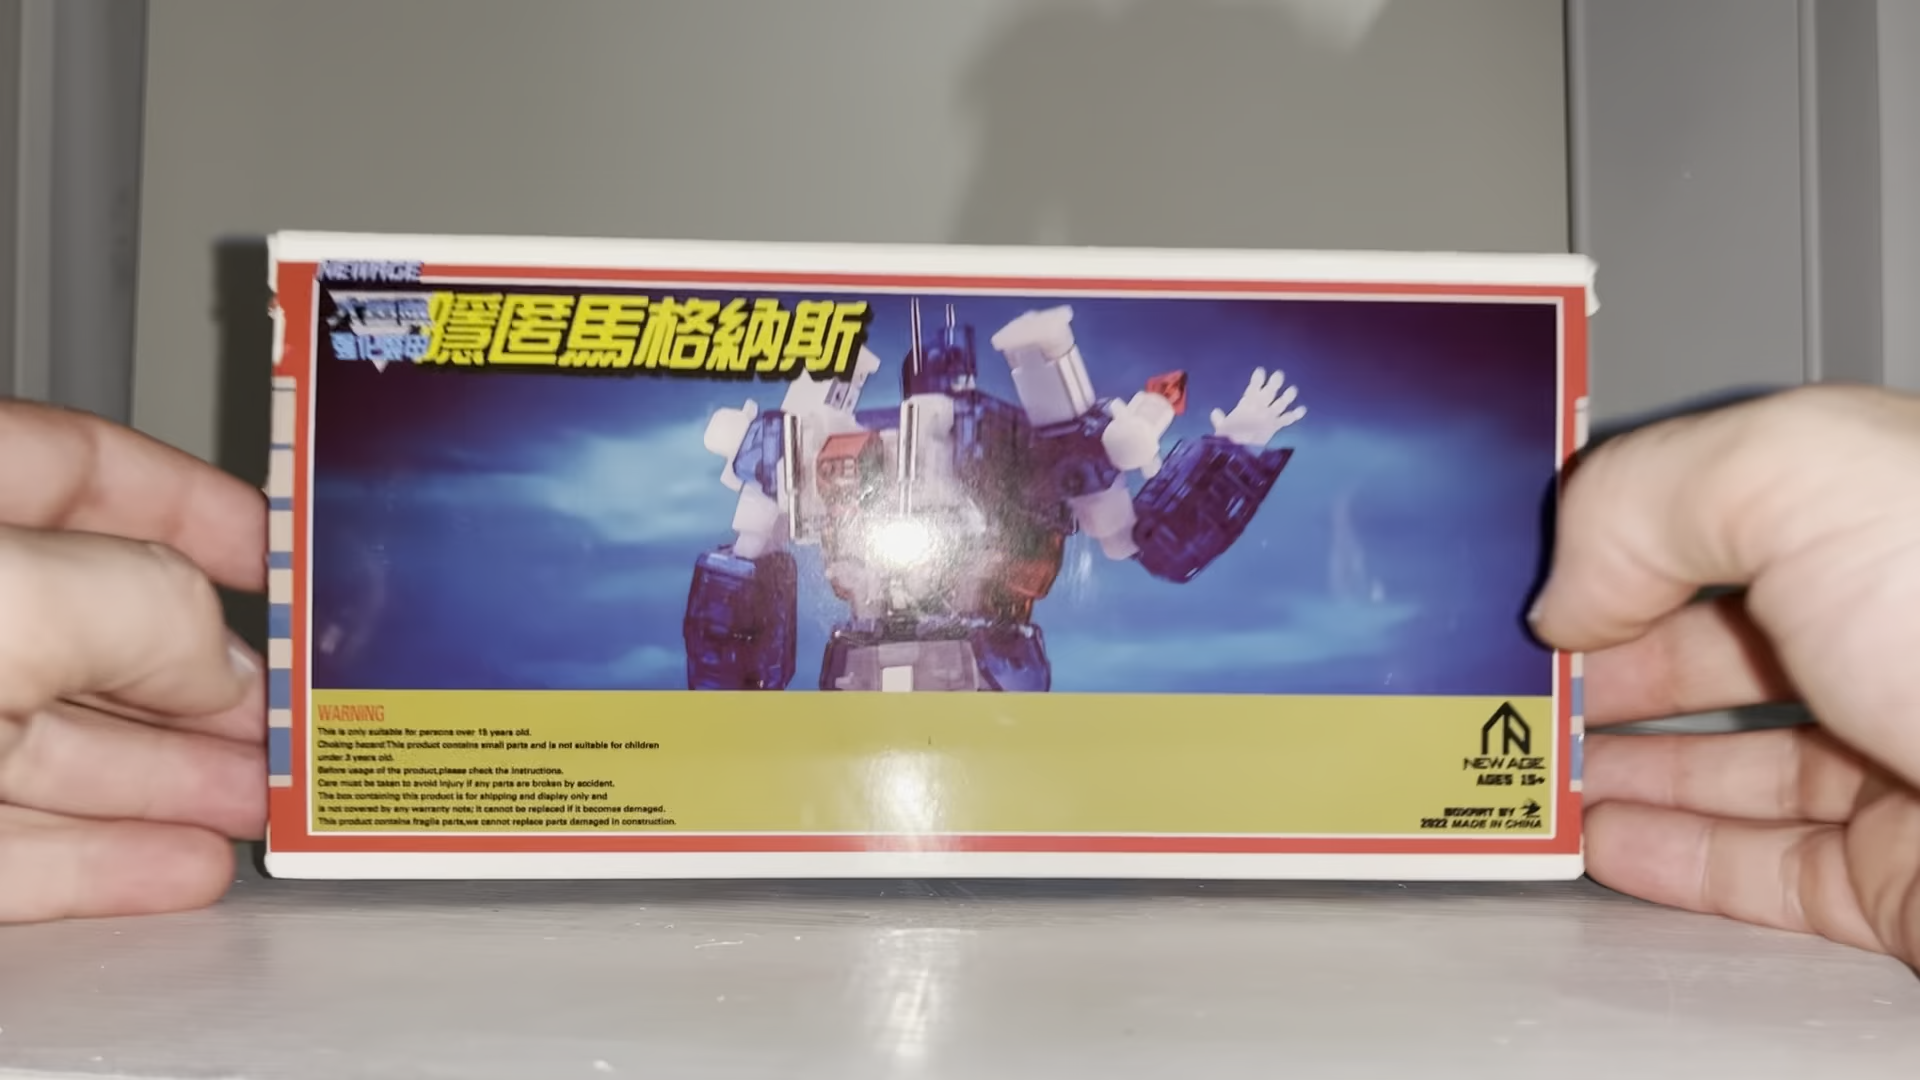 NEWAGE
隱匿馬格納斯
WARNING
This is only suitable for persons over 15 years old.
Choking hazard:This product contains small parts and is not suitable for children
under 3 years old.
Before usage of the product,please check the instructions.
Care must be taken to avoid injury if any parts are broken by accident.
The box containing this product is for shipping and display only and
is not covered by any warranty note; it cannot be replaced if it becomes damaged.
This product contains fragile parts,we cannot replace parts damaged in construction.
NEWAGE
AGES 15+
BOXART BY
2022 MADE IN CHINA